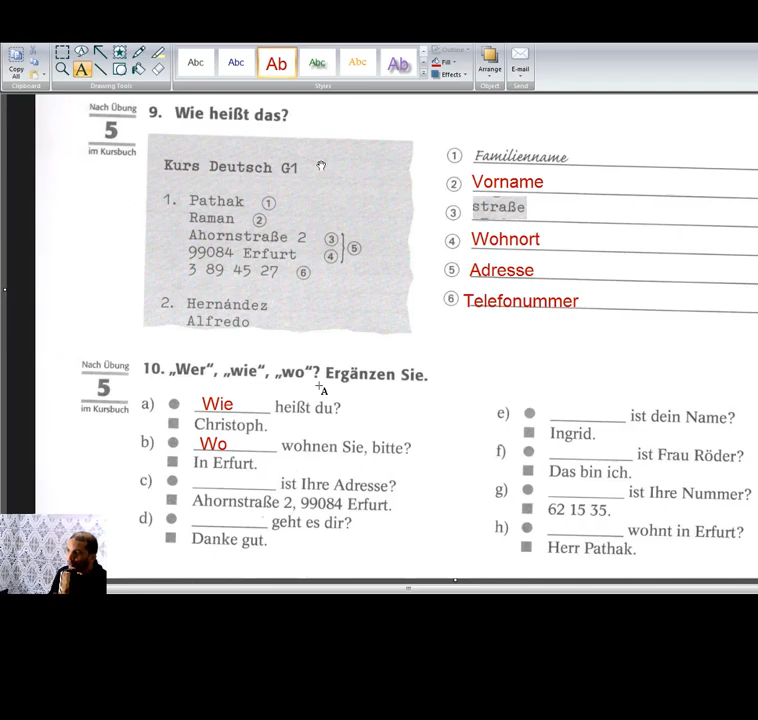 Copy All
Clipboard
Drawing Tools
Abc Abc Ab Abc Abc Ab
Styles
Outline
Fill
Effects
Arrange
Object
E-mail
Send
Nach Übung
5
im Kursbuch
9. Wie heißt das?
Kurs Deutsch G1
1. Pathak ①
Raman ②
Ahornstraße 2 ③
99084 Erfurt ④ ⑤
3 89 45 27 ⑥
2. Hernández
Alfredo
① Familienname
② Vorname
③ straße
④ Wohnort
⑤ Adresse
⑥ Telefonummer
Nach Übung
5
im Kursbuch
10. „Wer“, „wie“, „wo“? Ergänzen Sie.
a) Wie heißt du?
Christoph.
b) Wo wohnen Sie, bitte?
In Erfurt.
c) ________ ist Ihre Adresse?
Ahornstraße 2, 99084 Erfurt.
d) ________ geht es dir?
Danke gut.
e) ________ ist dein Name?
Ingrid.
f) ________ ist Frau Röder?
Das bin ich.
g) ________ ist Ihre Nummer?
62 15 35.
h) ________ wohnt in Erfurt?
Herr Pathak.